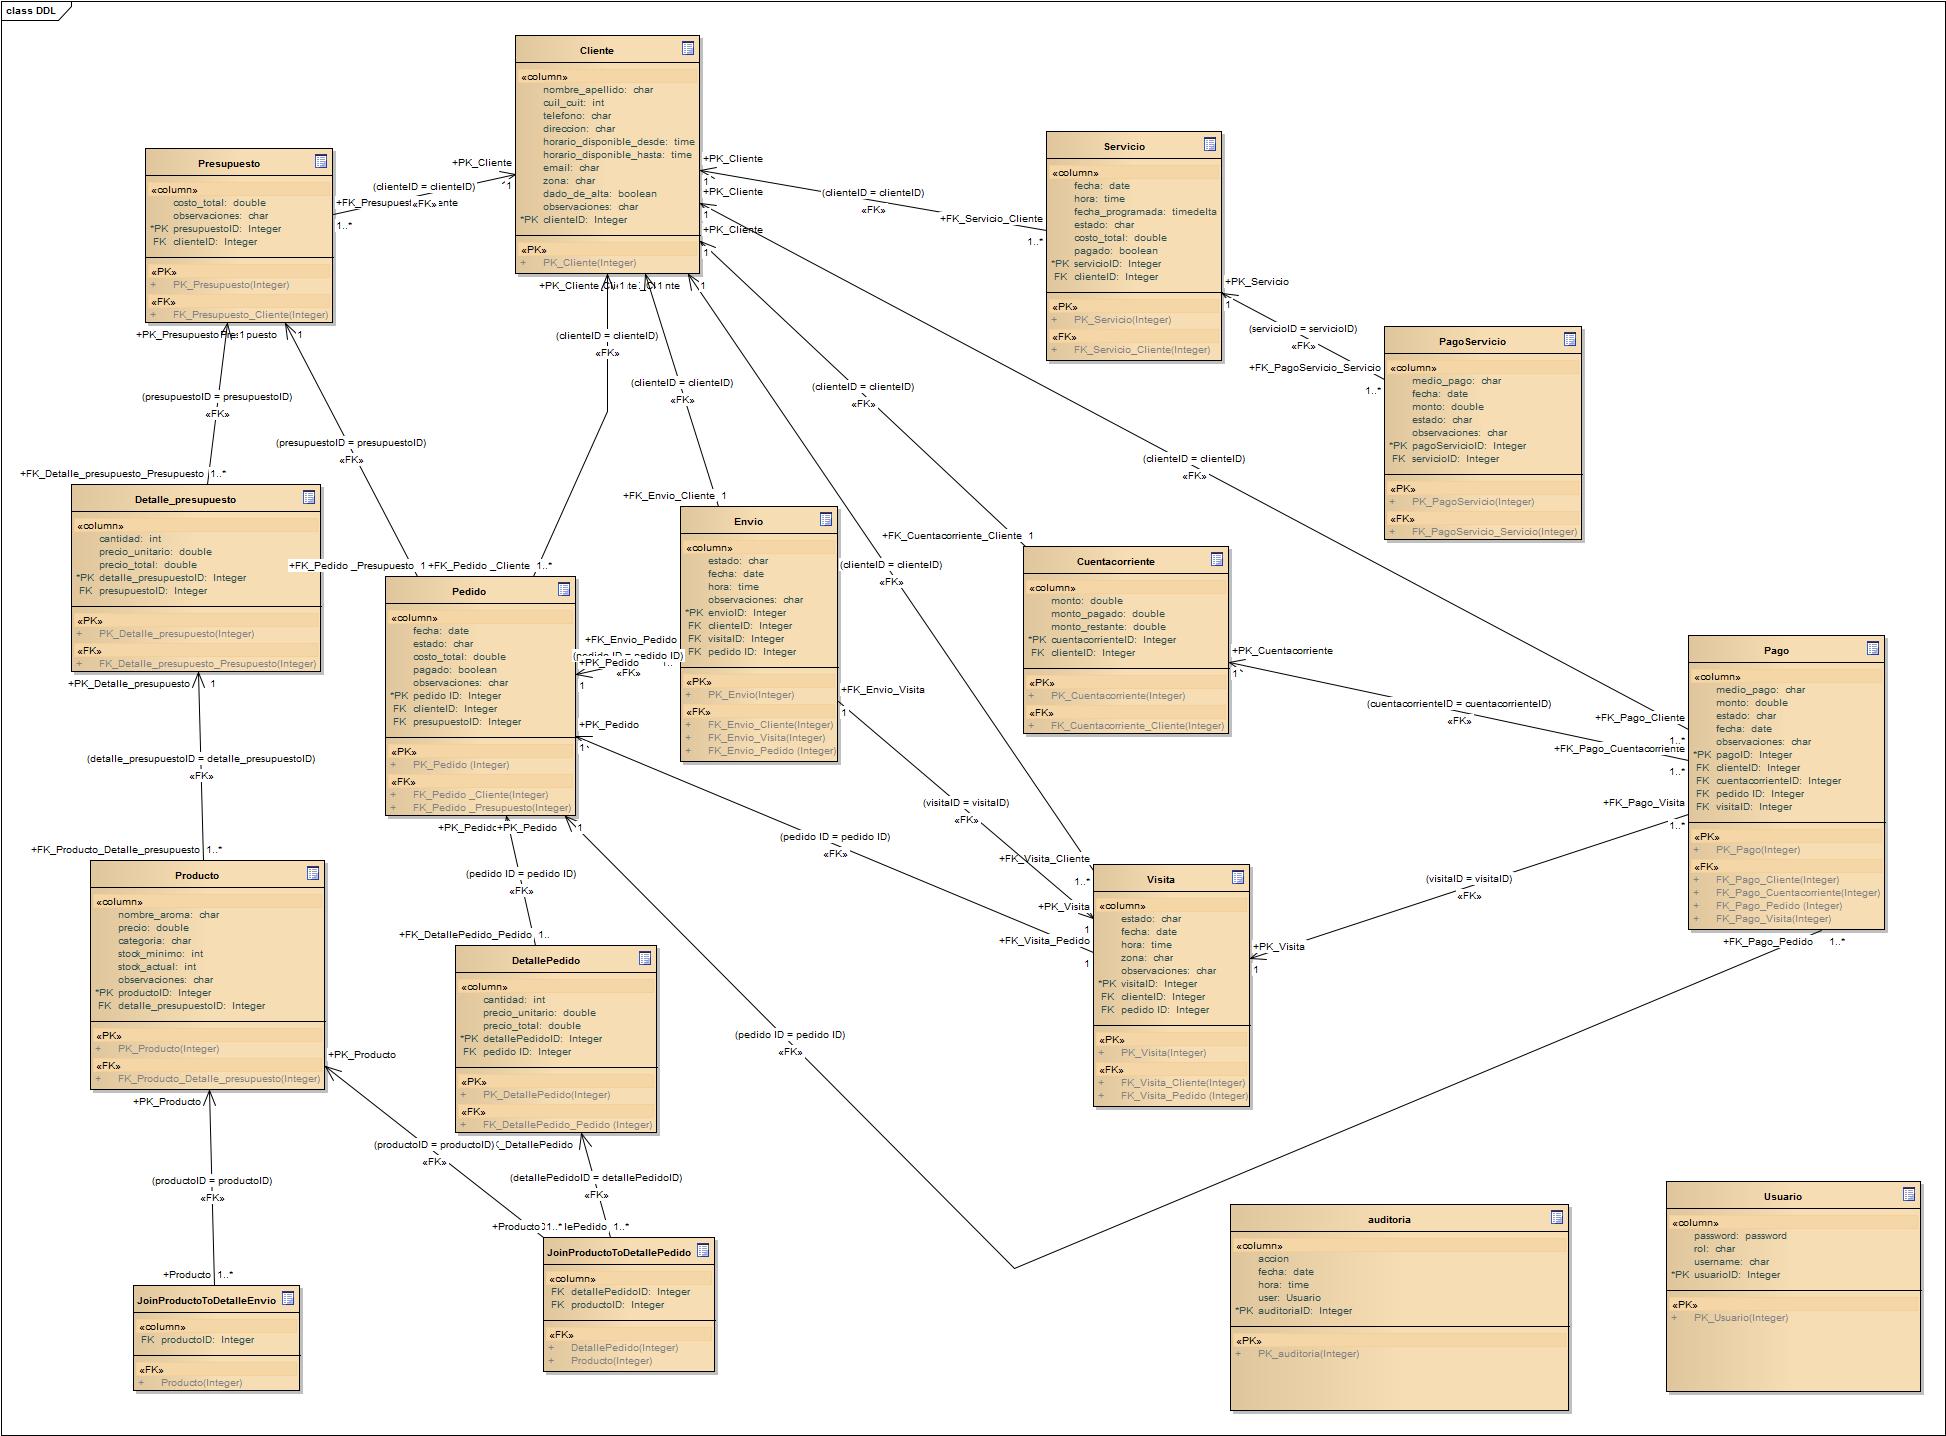 class DDL
Cliente
«column»
nombre_apellido: char
cuil_cuit: int
telefono: char
direccion: char
horario_disponible_desde: time
horario_disponible_hasta: time
email: char
zona: char
dado_de_alta: boolean
observaciones: char
*PK clienteID: Integer
«PK»
+ PK_Cliente(Integer)
Presupuesto
«column»
costo_total: double
observaciones: char
*PK presupuestoID: Integer
FK clienteID: Integer
«PK»
+ PK_Presupuesto(Integer)
«FK»
+ FK_Presupuesto_Cliente(Integer)
+PK_Cliente
1
(clienteID = clienteID)
«FK»
1..*
Servicio
«column»
fecha: date
hora: time
fecha_programada: timedelta
estado: char
costo_total: double
pagado: boolean
*PK servicioID: Integer
FK clienteID: Integer
«PK»
+ PK_Servicio(Integer)
«FK»
+ FK_Servicio_Cliente(Integer)
+PK_Cliente
1
+PK_Cliente
1
+PK_Cliente
1
(clienteID = clienteID)
«FK»
+FK_Servicio_Cliente
1..*
+PK_Servicio
1
(servicioID = servicioID)
«FK»
+FK_PagoServicio_Servicio
1..*
PagoServicio
«column»
medio_pago: char
fecha: date
monto: double
estado: char
observaciones: char
*PK pagoServicioID: Integer
FK servicioID: Integer
«PK»
+ PK_PagoServicio(Integer)
«FK»
+ FK_PagoServicio_Servicio(Integer)
(clienteID = clienteID)
«FK»
(clienteID = clienteID)
«FK»
(clienteID = clienteID)
«FK»
(clienteID = clienteID)
«FK»
(clienteID = clienteID)
«FK»
(presupuestoID = presupuestoID)
«FK»
(presupuestoID = presupuestoID)
«FK»
+FK_Detalle_presupuesto_Presupuesto 1..*
Detalle_presupuesto
«column»
cantidad: int
precio_unitario: double
precio_total: double
*PK detalle_presupuestoID: Integer
FK presupuestoID: Integer
«PK»
+ PK_Detalle_presupuesto(Integer)
«FK»
+ FK_Detalle_presupuesto_Presupuesto(Integer)
+PK_Detalle_presupuesto 1
+FK_Pedido _Presupuesto 1
+FK_Pedido _Cliente 1..*
Pedido
«column»
fecha: date
estado: char
costo_total: double
pagado: boolean
observaciones: char
*PK pedido ID: Integer
FK clienteID: Integer
FK presupuestoID: Integer
«PK»
+ PK_Pedido (Integer)
«FK»
+ FK_Pedido _Cliente(Integer)
+ FK_Pedido _Presupuesto(Integer)
+FK_Envio_Cliente 1
Envio
«column»
estado: char
fecha: date
hora: time
observaciones: char
*PK envioID: Integer
FK clienteID: Integer
FK visitaID: Integer
FK pedido ID: Integer
«PK»
+ PK_Envio(Integer)
«FK»
+ FK_Envio_Cliente(Integer)
+ FK_Envio_Visita(Integer)
+ FK_Envio_Pedido (Integer)
+FK_Envio_Pedido
+PK_Pedido
«FK»
1
+PK_Pedido
1
+FK_Envio_Visita
1
+FK_Cuentacorriente_Cliente 1
Cuentacorriente
«column»
monto: double
monto_pagado: double
monto_restante: double
*PK cuentacorrienteID: Integer
FK clienteID: Integer
«PK»
+ PK_Cuentacorriente(Integer)
«FK»
+ FK_Cuentacorriente_Cliente(Integer)
+PK_Cuentacorriente
1
(cuentacorrienteID = cuentacorrienteID)
«FK»
+FK_Pago_Cliente
1..*
+FK_Pago_Cuentacorriente
1..*
+FK_Pago_Visita
1..*
Pago
«column»
medio_pago: char
monto: double
estado: char
fecha: date
observaciones: char
*PK pagoID: Integer
FK clienteID: Integer
FK cuentacorrienteID: Integer
FK pedido ID: Integer
FK visitaID: Integer
«PK»
+ PK_Pago(Integer)
«FK»
+ FK_Pago_Cliente(Integer)
+ FK_Pago_Cuentacorriente(Integer)
+ FK_Pago_Pedido (Integer)
+ FK_Pago_Visita(Integer)
+FK_Pago_Pedido 1..*
(detalle_presupuestoID = detalle_presupuestoID)
«FK»
(visitaID = visitaID)
«FK»
(pedido ID = pedido ID)
«FK»
+FK_Visita_Cliente
1..*
+PK_Visita
1
+FK_Visita_Pedido
1
Visita
«column»
estado: char
fecha: date
hora: time
zona: char
observaciones: char
*PK visitaID: Integer
FK clienteID: Integer
FK pedido ID: Integer
«PK»
+ PK_Visita(Integer)
«FK»
+ FK_Visita_Cliente(Integer)
+ FK_Visita_Pedido (Integer)
(visitaID = visitaID)
«FK»
+PK_Visita
1
+FK_Producto_Detalle_presupuesto 1..*
Producto
«column»
nombre_aroma: char
precio: double
categoria: char
stock_minimo: int
stock_actual: int
observaciones: char
*PK productoID: Integer
FK detalle_presupuestoID: Integer
«PK»
+ PK_Producto(Integer)
«FK»
+ FK_Producto_Detalle_presupuesto(Integer)
+PK_Pedido
1
(pedido ID = pedido ID)
«FK»
+FK_DetallePedido_Pedido 1..
DetallePedido
«column»
cantidad: int
precio_unitario: double
precio_total: double
*PK detallePedidoID: Integer
FK pedido ID: Integer
«PK»
+ PK_DetallePedido(Integer)
«FK»
+ FK_DetallePedido_Pedido (Integer)
(pedido ID = pedido ID)
«FK»
+PK_Producto
+PK_Producto
(productoID = productoID)
«FK»
(detallePedidoID = detallePedidoID)
«FK»
(productoID = productoID)
«FK»
+Producto 1..*
JoinProductoToDetalleEnvio
«column»
FK productoID: Integer
«FK»
+ Producto(Integer)
JoinProductoToDetallePedido
«column»
FK detallePedidoID: Integer
FK productoID: Integer
«FK»
+ DetallePedido(Integer)
+ Producto(Integer)
auditoria
«column»
accion
fecha: date
hora: time
user: Usuario
*PK auditoriaID: Integer
«PK»
+ PK_auditoria(Integer)
Usuario
«column»
password: password
rol: char
username: char
*PK usuarioID: Integer
«PK»
+ PK_Usuario(Integer)